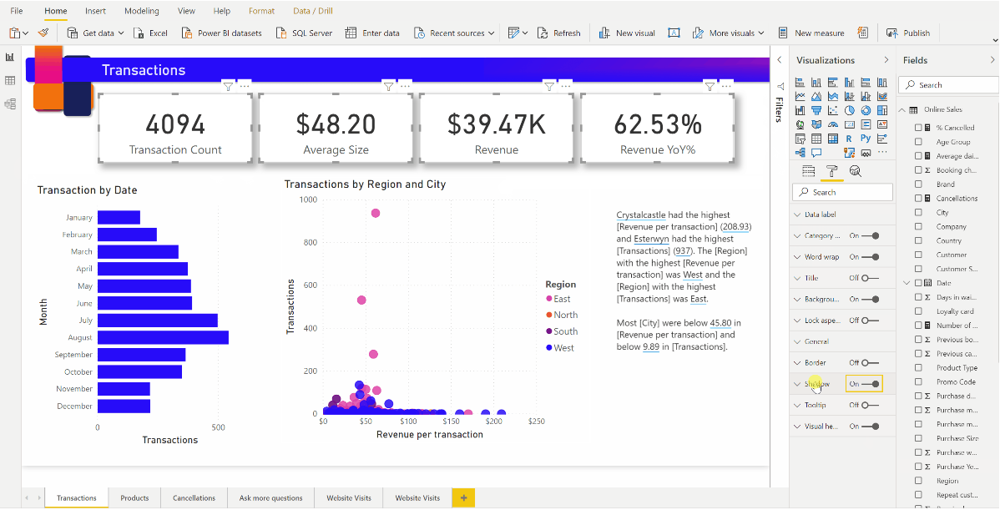 File Home Insert Modeling View Help Format Data / Drill
Get data Excel Power BI datasets SQL Server Enter data Recent sources Refresh New visual More visuals New measure Publish
Transactions
4094
Transaction Count
$48.20
Average Size
$39.47K
Revenue
62.53%
Revenue YoY%
Transaction by Date
Month
January
February
March
April
May
June
July
August
September
October
November
December
0 500
Transactions
Transactions by Region and City
Transactions
1000
800
600
400
200
0
$0 $50 $100 $150 $200 $250
Revenue per transaction
Region
East
North
South
West
Crystalcastle had the highest
[Revenue per transaction] (208.93)
and Esterwyn had the highest
[Transactions] (937). The [Region]
with the highest [Revenue per
transaction] was West and the
[Region] with the highest
[Transactions] was East.
Most [City] were below 45.80 in
[Revenue per transaction] and
below 9.89 in [Transactions].
Filters
Visualizations
R Py
Search
Data label
Category ... On
Word wrap On
Title Off
Backgrou... On
Lock aspe... Off
General
Border Off
Shadow On
Tooltip Off
Visual he... On
Fields
Search
Online Sales
% Cancelled
Age Group
Average dai...
Booking ch...
Brand
Cancellations
City
Company
Country
Customer
Customer S...
Date
Days in wai...
Loyalty card
Number of ...
Previous bo...
Previous ca...
Product Type
Promo Code
Purchase d...
Purchase m...
Purchase m...
Purchase Size
Purchase w...
Purchase Ye...
Region
Repeat cust...
Transactions Products Cancellations Ask more questions Website Visits Website Visits +